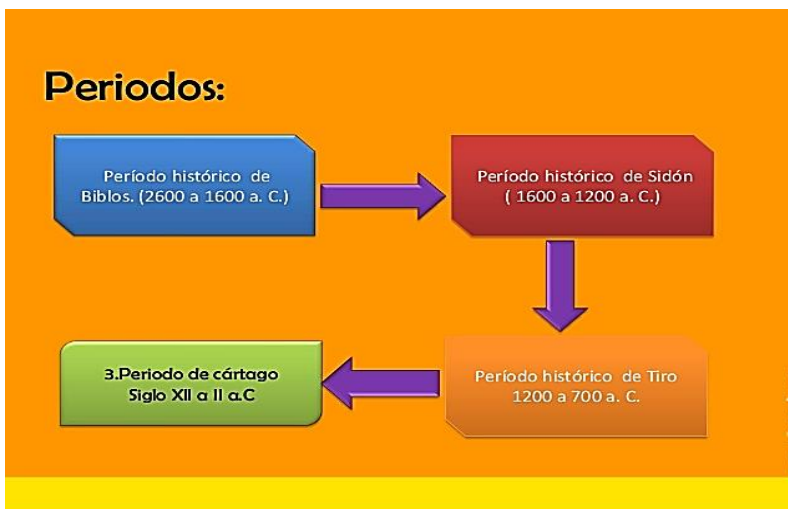 Periodos:
Período histórico de
Biblos. (2600 a 1600 a. C.)
Período histórico de Sidón
( 1600 a 1200 a. C.)
Período histórico de Tiro
1200 a 700 a. C.
3.Periodo de cártago
Siglo XII a II a.C